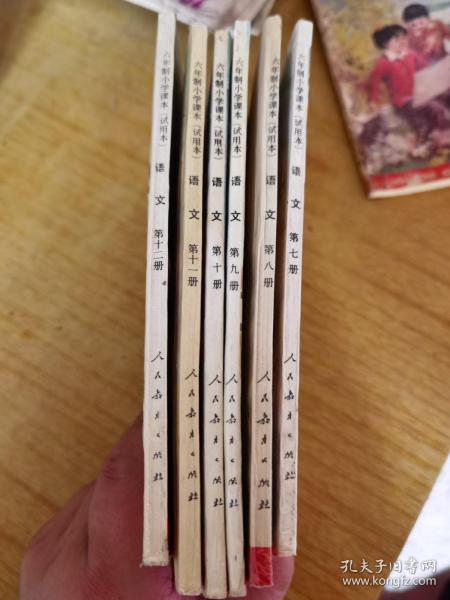 六年制小学课本(试用本) 语文 第十二册 人民教育出版社
六年制小学课本(试用本) 语文 第十一册 人民教育出版社
六年制小学课本(试用本) 语文 第十册 人民教育出版社
六年制小学课本(试用本) 语文 第九册 人民教育出版社
六年制小学课本(试用本) 语文 第八册 人民教育出版社
六年制小学课本(试用本) 语文 第七册 人民教育出版社
孔夫子旧书网
www.kongfz.com